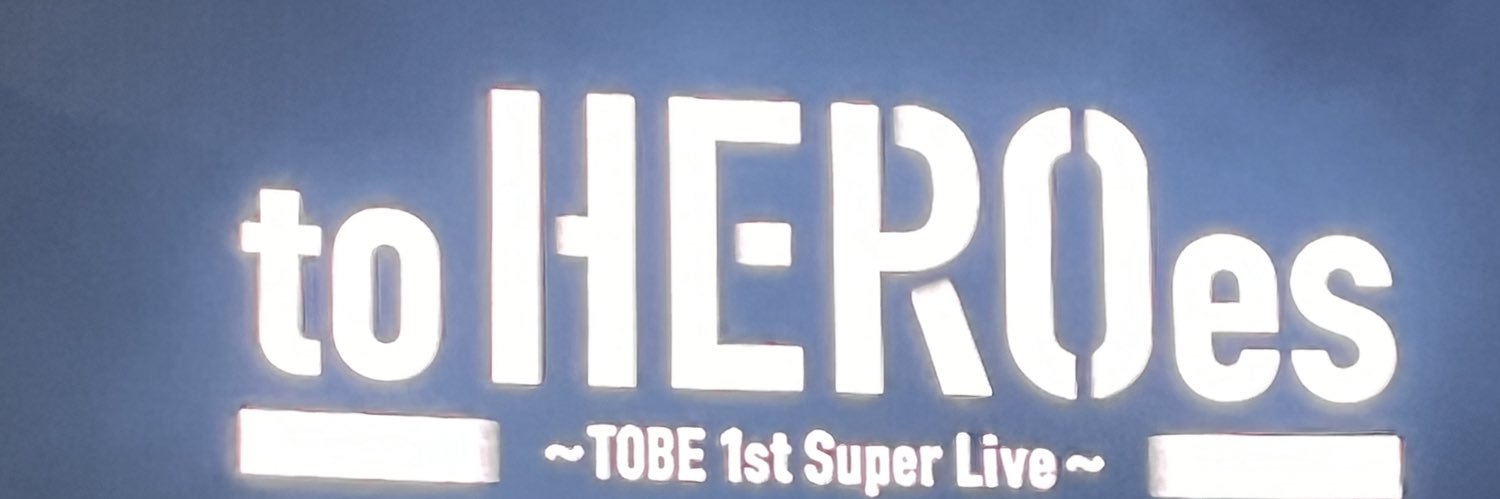 to HEROes
~TOBE 1st Super Live~